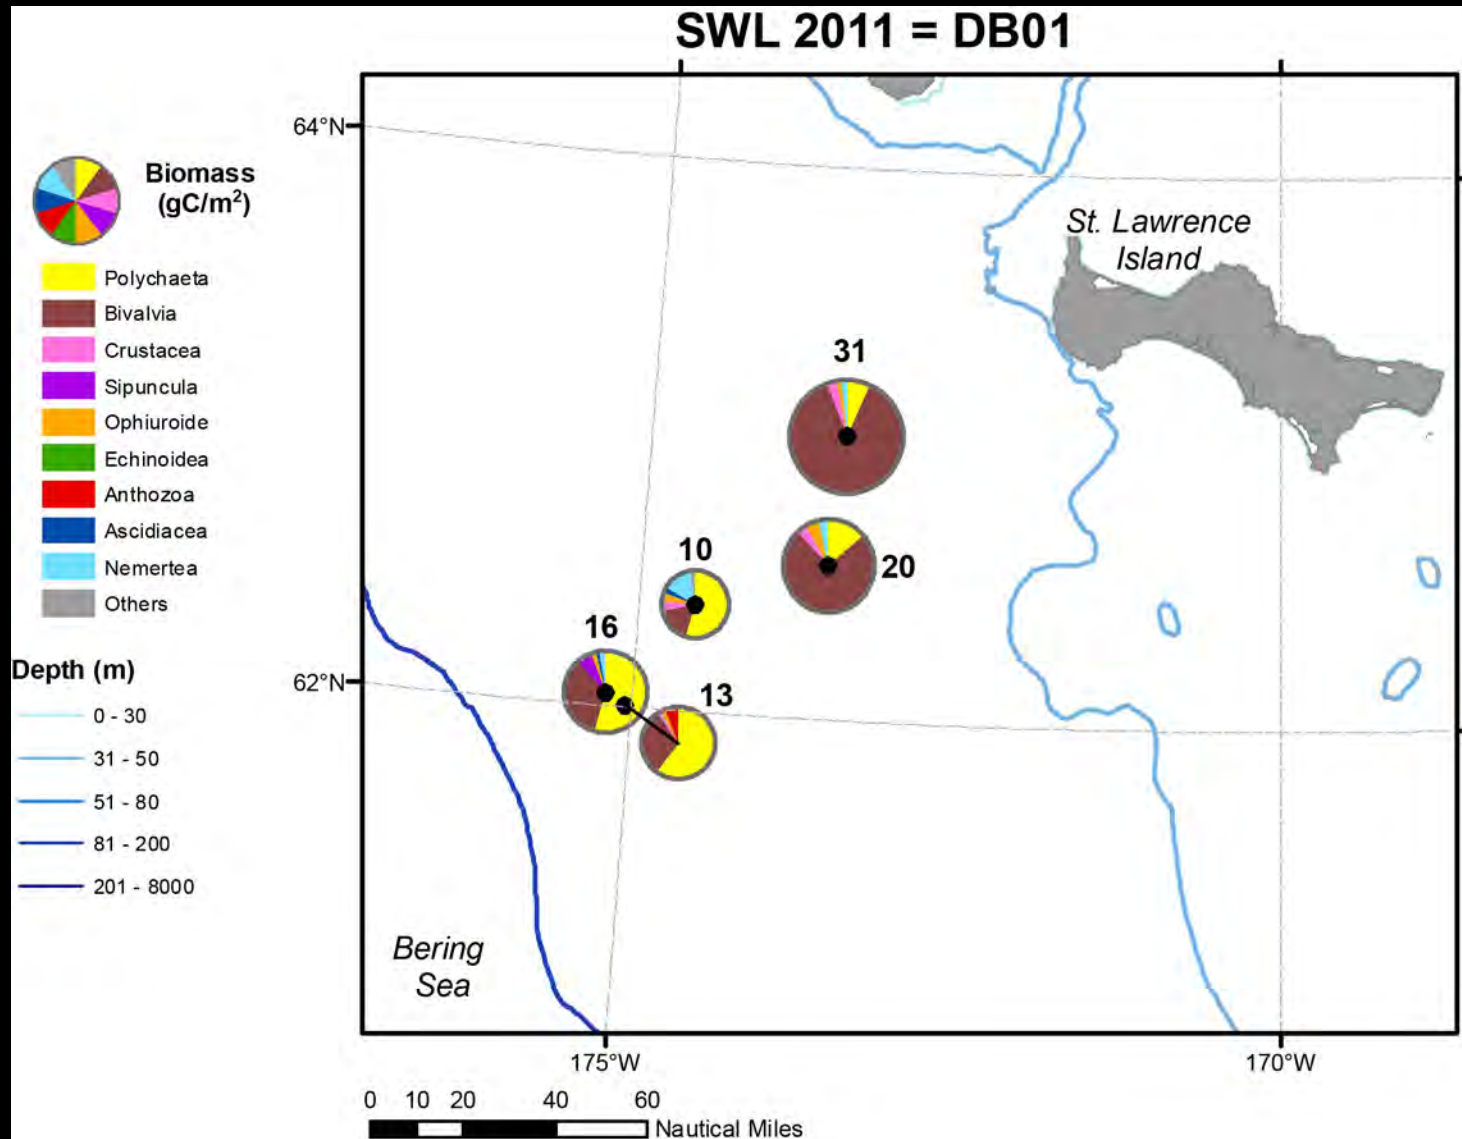 SWL 2011 = DB01
64°N
Biomass
(gC/m²)
St. Lawrence
Island
Polychaeta
Bivalvia
Crustacea
Sipuncula
Ophiuroide
Echinoidea
Anthozoa
Ascidiacea
Nemertea
Others
31
10
20
16
62°N
13
Depth (m)
0 - 30
31 - 50
51 - 80
81 - 200
201 - 8000
Bering
Sea
175°W
170°W
0 10 20 40 60
Nautical Miles